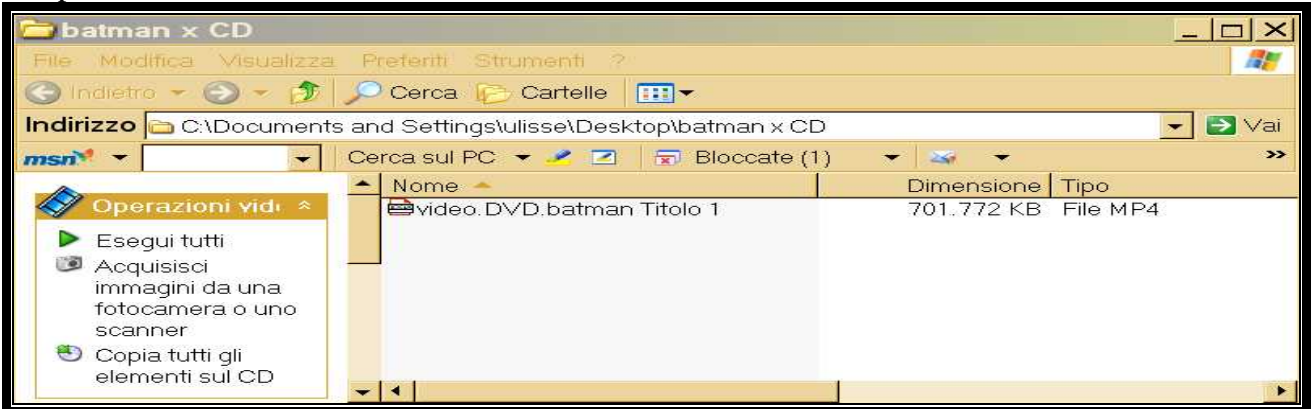 batman x CD
File Modifica Visualizza Preferiti Strumenti ?
Indietro Cerca Cartelle
Indirizzo C:\Documents and Settings\ulisse\Desktop\batman x CD Vai
msn Cerca sul PC Bloccate (1) »
Nome Dimensione Tipo
Operazioni vid
video.DVD.batman Titolo 1 701.772 KB File MP4
Esegui tutti
Acquisisci
immagini da una
fotocamera o uno
scanner
Copia tutti gli
elementi sul CD